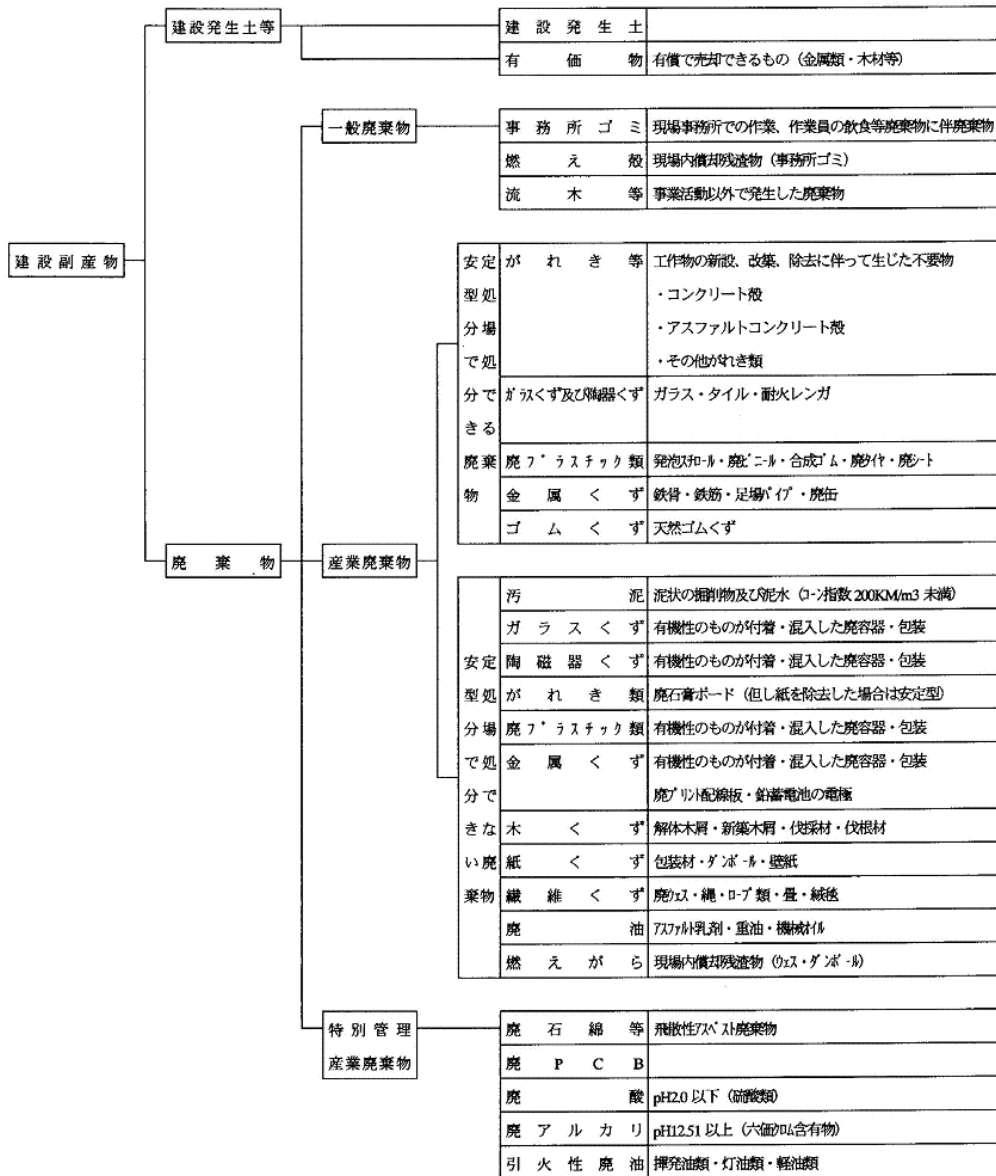 建設副産物
建設発生土等
建設発生土
有価物 有償で売却できるもの（金属類・木材等）
廃棄物
一般廃棄物
事務所ゴミ 現場事務所での作業、作業員の飲食等廃棄物に伴廃棄物
燃え殻 現場内償却残渣物（事務所ゴミ）
流木等 事業活動以外で発生した廃棄物
産業廃棄物
安定型処分場で処分できる廃棄物
がれき等 工作物の新設、改築、除去に伴って生じた不要物
・コンクリート殻
・アスファルトコンクリート殻
・その他がれき類
ガラスくず及び陶器くず ガラス・タイル・耐火レンガ
廃プラスチック類 発泡スチロール・廃ビニール・合成ゴム・廃タイヤ・廃シート
金属くず 鉄骨・鉄筋・足場パイプ・廃缶
ゴムくず 天然ゴムくず
安定型処分場で処分できない廃棄物
汚泥 泥状の掘削物及び泥水（コーン指数200KM/m3未満）
ガラスくず 有機性のものが付着・混入した廃容器・包装
陶磁器くず 有機性のものが付着・混入した廃容器・包装
がれき類 廃石膏ボード（但し紙を除去した場合は安定型）
廃プラスチック類 有機性のものが付着・混入した廃容器・包装
金属くず 有機性のものが付着・混入した廃容器・包装
廃プリント配線板・鉛蓄電池の電極
木くず 解体木屑・新築木屑・伐採材・伐根材
紙くず 包装材・ダンボール・壁紙
繊維くず 廃ウェス・縄・ロープ類・畳・絨毯
廃油 アスファルト乳剤・重油・機械オイル
燃えがら 現場内償却残渣物（ウェス・ダンボール）
特別管理
産業廃棄物
廃石綿等 飛散性アスベスト廃棄物
廃PCB
廃酸 pH2.0以下（硫酸類）
廃アルカリ pH12.51以上（六価クロム含有物）
引火性廃油 揮発油類・灯油類・軽油類